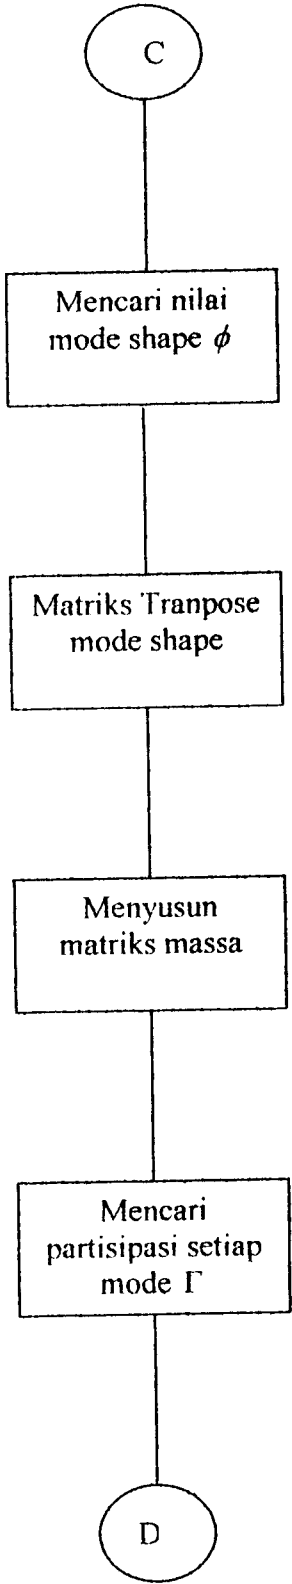 C
Mencari nilai
mode shape ϕ
Matriks Tranpose
mode shape
Menyusun
matriks massa
Mencari
partisipasi setiap
mode Γ
D